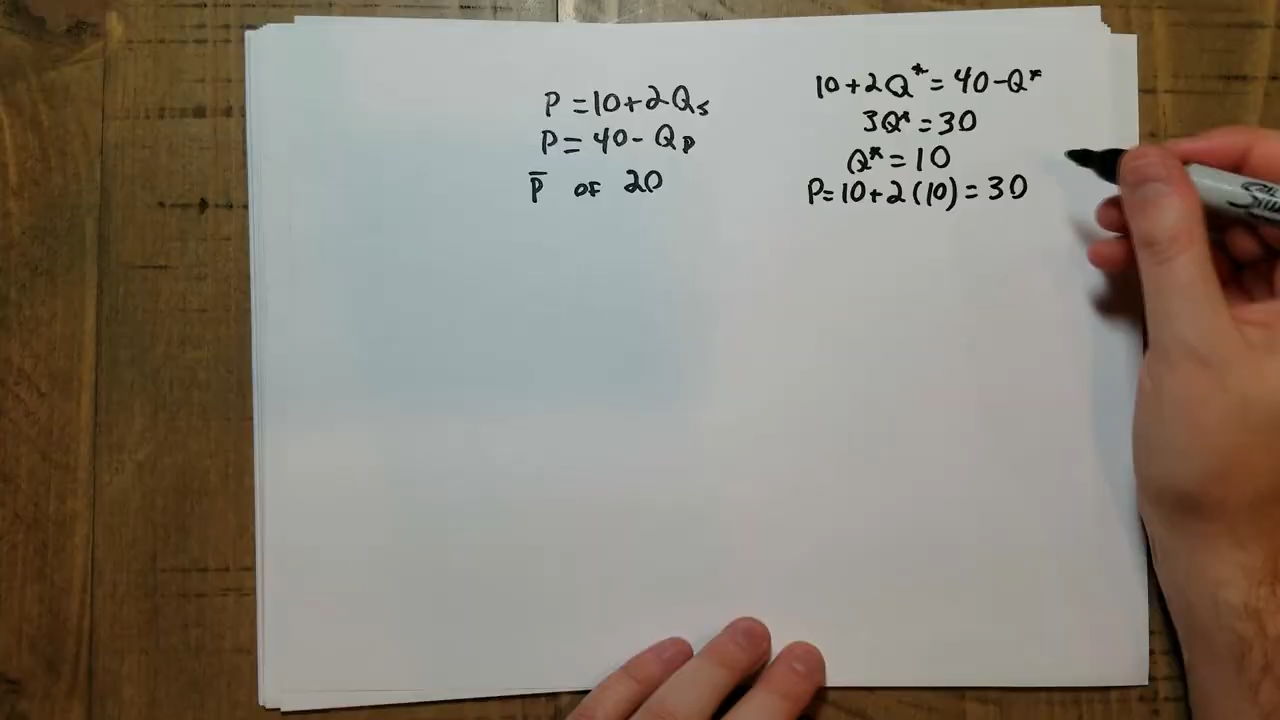 P = 10 + 2Qs
P = 40 - QD
P̅ of 20
10 + 2Q* = 40 - Q*
3Q* = 30
Q* = 10
P = 10 + 2(10) = 30